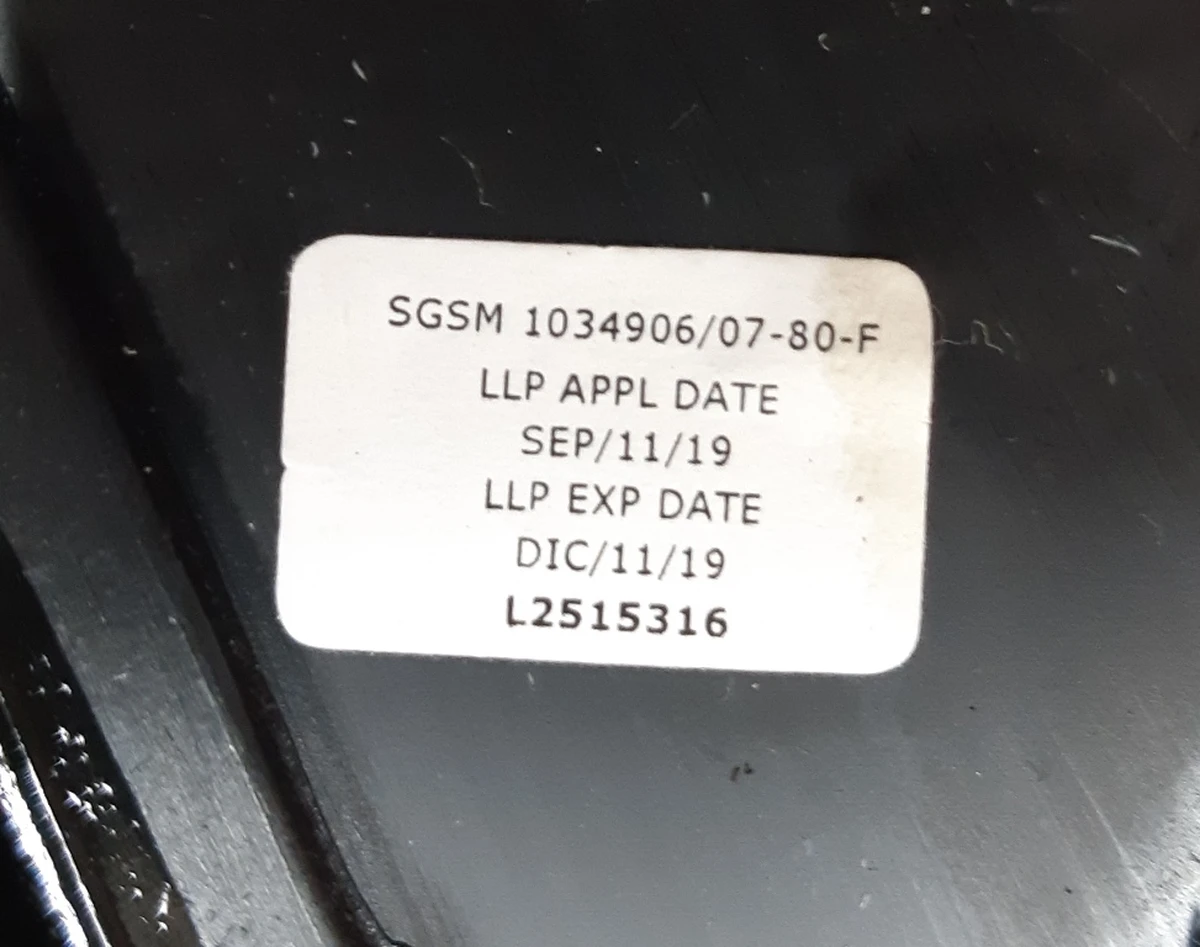 SGSM 1034906/07-80-F
LLP APPL DATE
SEP/11/19
LLP EXP DATE
DIC/11/19
L2515316